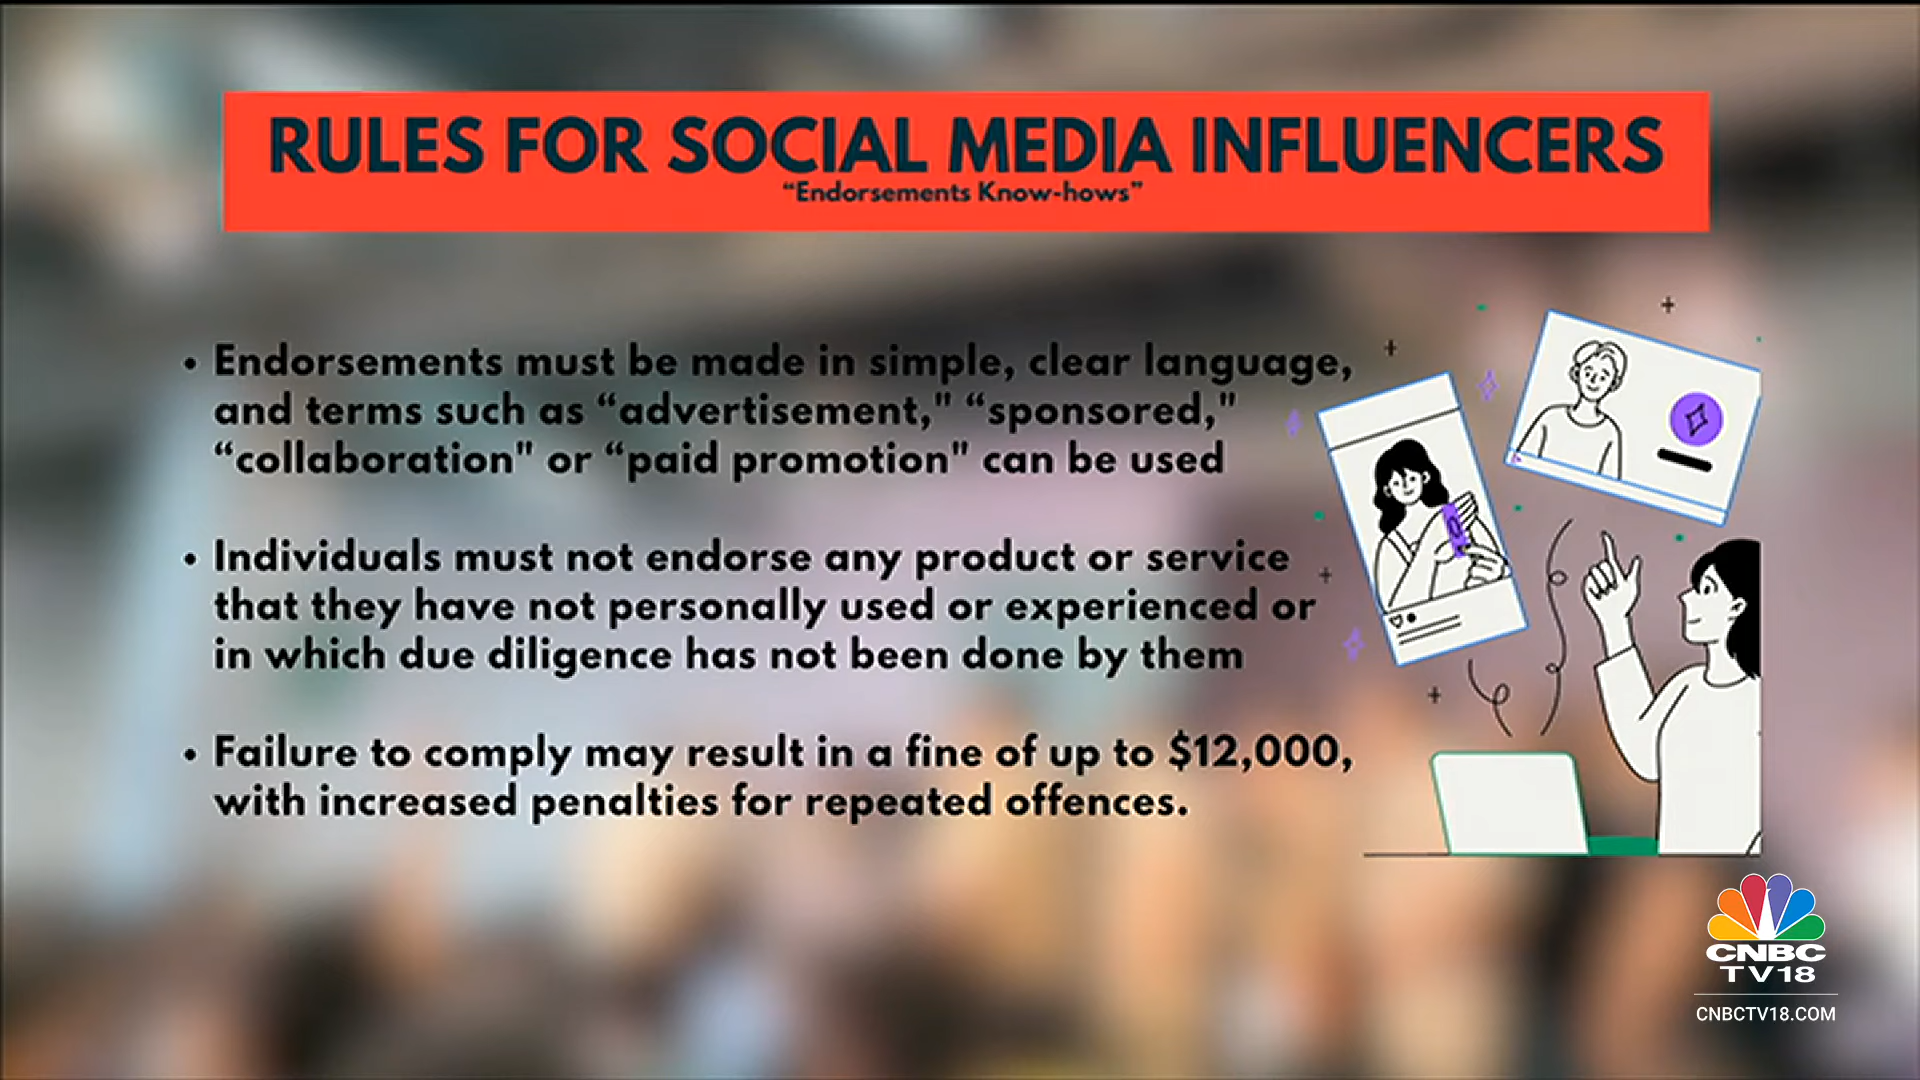 RULES FOR SOCIAL MEDIA INFLUENCERS
“Endorsements Know-hows”
• Endorsements must be made in simple, clear language,
and terms such as “advertisement," “sponsored,"
“collaboration" or “paid promotion" can be used
• Individuals must not endorse any product or service
that they have not personally used or experienced or
in which due diligence has not been done by them
• Failure to comply may result in a fine of up to $12,000,
with increased penalties for repeated offences.
CNBC
TV18
CNBCTV18.COM